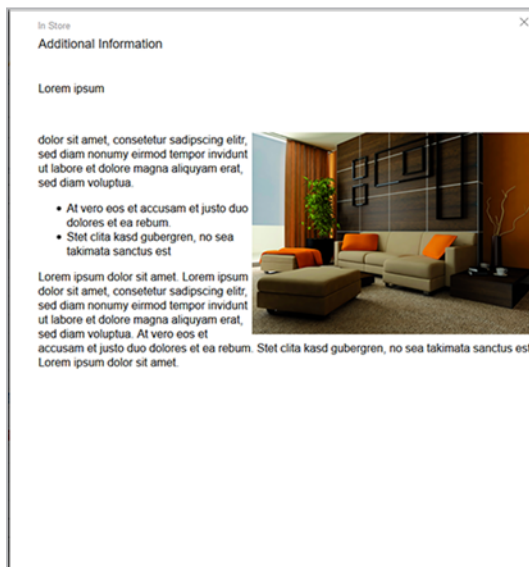 In Store
Additional Information
Lorem ipsum
dolor sit amet, consetetur sadipscing elitr,
sed diam nonumy eirmod tempor invidunt
ut labore et dolore magna aliquyam erat,
sed diam voluptua.
• At vero eos et accusam et justo duo
dolores et ea rebum.
• Stet clita kasd gubergren, no sea
takimata sanctus est
Lorem ipsum dolor sit amet. Lorem ipsum
dolor sit amet, consetetur sadipscing elitr,
sed diam nonumy eirmod tempor invidunt
ut labore et dolore magna aliquyam erat,
sed diam voluptua. At vero eos et
accusam et justo duo dolores et ea rebum. Stet clita kasd gubergren, no sea takimata sanctus est
Lorem ipsum dolor sit amet.